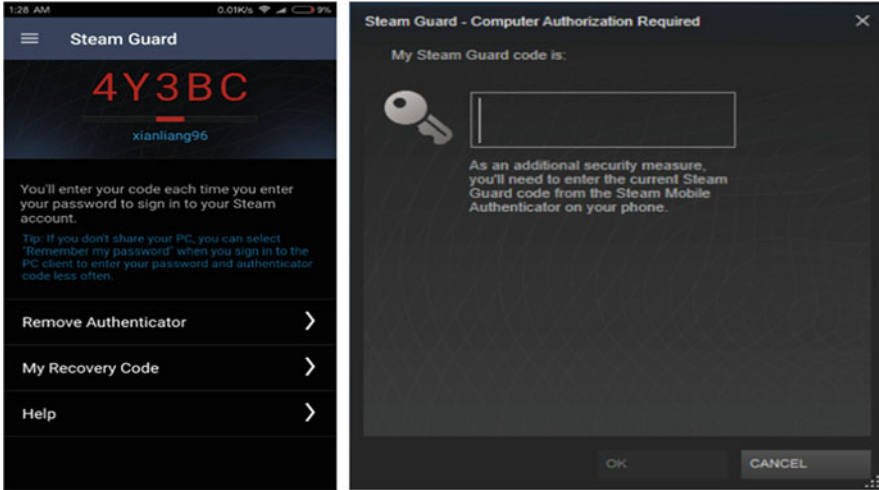 1:28 AM 0.01K/s 9%
Steam Guard
4Y3BC
xianliang96
You'll enter your code each time you enter
your password to sign in to your Steam
account.
Tip: If you don't share your PC, you can select
"Remember my password" when you sign in to the
PC client to enter your password and authenticator
code less often.
Remove Authenticator
My Recovery Code
Help
Steam Guard - Computer Authorization Required
My Steam Guard code is:
As an additional security measure,
you'll need to enter the current Steam
Guard code from the Steam Mobile
Authenticator on your phone.
OK
CANCEL